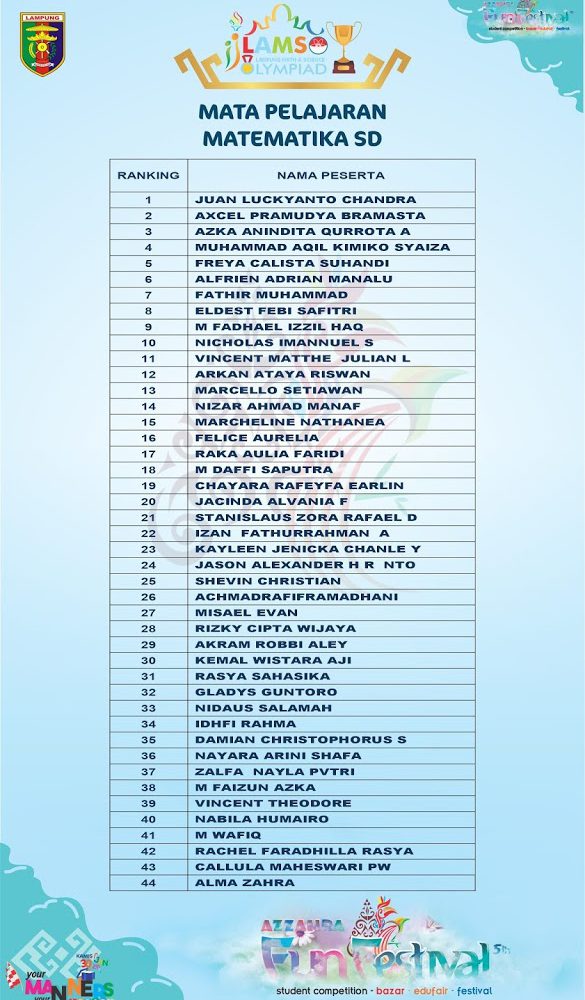 LAMPUNG
LAMSO
LAMPUNG MATH & SCIENCE
OLYMPIAD
Fun Festival 5th
student competition - bazar - edufair - festival
MATA PELAJARAN
MATEMATIKA SD
RANKING NAMA PESERTA
1 JUAN LUCKYANTO CHANDRA
2 AXCEL PRAMUDYA BRAMASTA
3 AZKA ANINDITA QURROTA A
4 MUHAMMAD AQIL KIMIKO SYAIZA
5 FREYA CALISTA SUHANDI
6 ALFRIEN ADRIAN MANALU
7 FATHIR MUHAMMAD
8 ELDEST FEBI SAFITRI
9 M FADHAEL IZZIL HAQ
10 NICHOLAS IMANNUEL S
11 VINCENT MATTHE JULIAN L
12 ARKAN ATAYA RISWAN
13 MARCELLO SETIAWAN
14 NIZAR AHMAD MANAF
15 MARCHELINE NATHANEA
16 FELICE AURELIA
17 RAKA AULIA FARIDI
18 M DAFFI SAPUTRA
19 CHAYARA RAFEYFA EARLIN
20 JACINDA ALVANIA F
21 STANISLAUS ZORA RAFAEL D
22 IZAN FATHURRAHMAN A
23 KAYLEEN JENICKA CHANLE Y
24 JASON ALEXANDER H R NTO
25 SHEVIN CHRISTIAN
26 ACHMADRAFIFRAMADHANI
27 MISAEL EVAN
28 RIZKY CIPTA WIJAYA
29 AKRAM ROBBI ALEY
30 KEMAL WISTARA AJI
31 RASYA SAHASIKA
32 GLADYS GUNTORO
33 NIDAUS SALAMAH
34 IDHFI RAHMA
35 DAMIAN CHRISTOPHORUS S
36 NAYARA ARINI SHAFA
37 ZALFA NAYLA PVTRI
38 M FAIZUN AZKA
39 VINCENT THEODORE
40 NABILA HUMAIRO
41 M WAFIQ
42 RACHEL FARADHILLA RASYA
43 CALLULA MAHESWARI PW
44 ALMA ZAHRA
your
MANNERS
your
KAMIS
AZZAHRA
Fun Festival 5th
student competition - bazar - edufair - festival